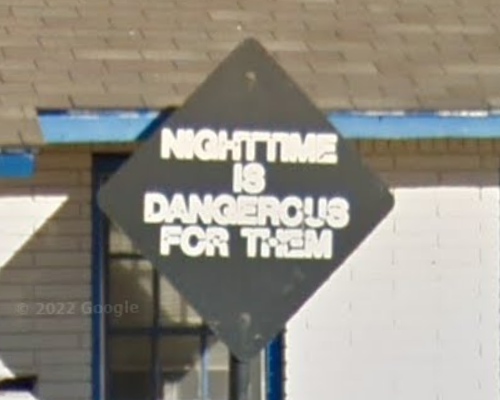 NIGHTTIME
IS
DANGEROUS
FOR THEM
© 2022 Google